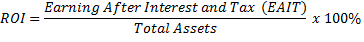 ROI = Earning After Interest and Tax (EAIT) / Total Assets x 100%